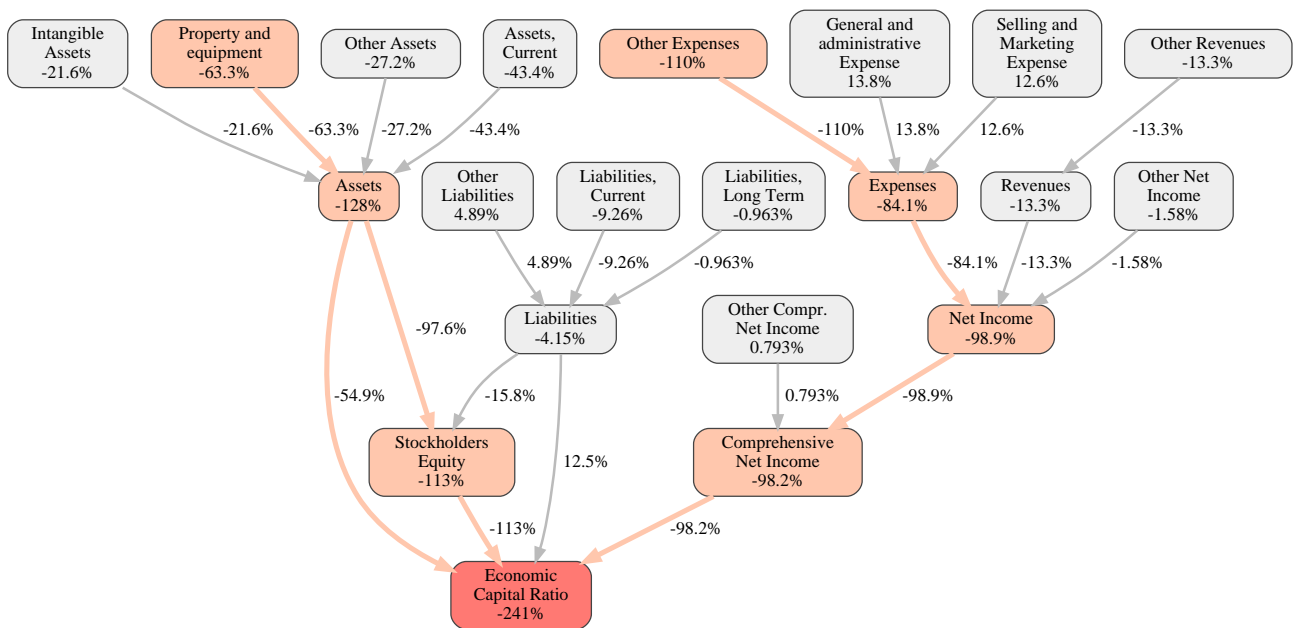 Intangible
Assets
-21.6%
Property and
equipment
-63.3%
Other Assets
-27.2%
Assets,
Current
-43.4%
Other Expenses
-110%
General and
administrative
Expense
13.8%
Selling and
Marketing
Expense
12.6%
Other Revenues
-13.3%
-21.6%
-63.3%
-27.2%
-43.4%
-110%
13.8%
12.6%
-13.3%
Assets
-128%
Other
Liabilities
4.89%
Liabilities,
Current
-9.26%
Liabilities,
Long Term
-0.963%
Expenses
-84.1%
Revenues
-13.3%
Other Net
Income
-1.58%
4.89%
-9.26%
-0.963%
-84.1%
-13.3%
-1.58%
Liabilities
-4.15%
Other Compr.
Net Income
0.793%
Net Income
-98.9%
-97.6%
-54.9%
-15.8%
0.793%
-98.9%
Stockholders
Equity
-113%
12.5%
Comprehensive
Net Income
-98.2%
-113%
-98.2%
Economic
Capital Ratio
-241%